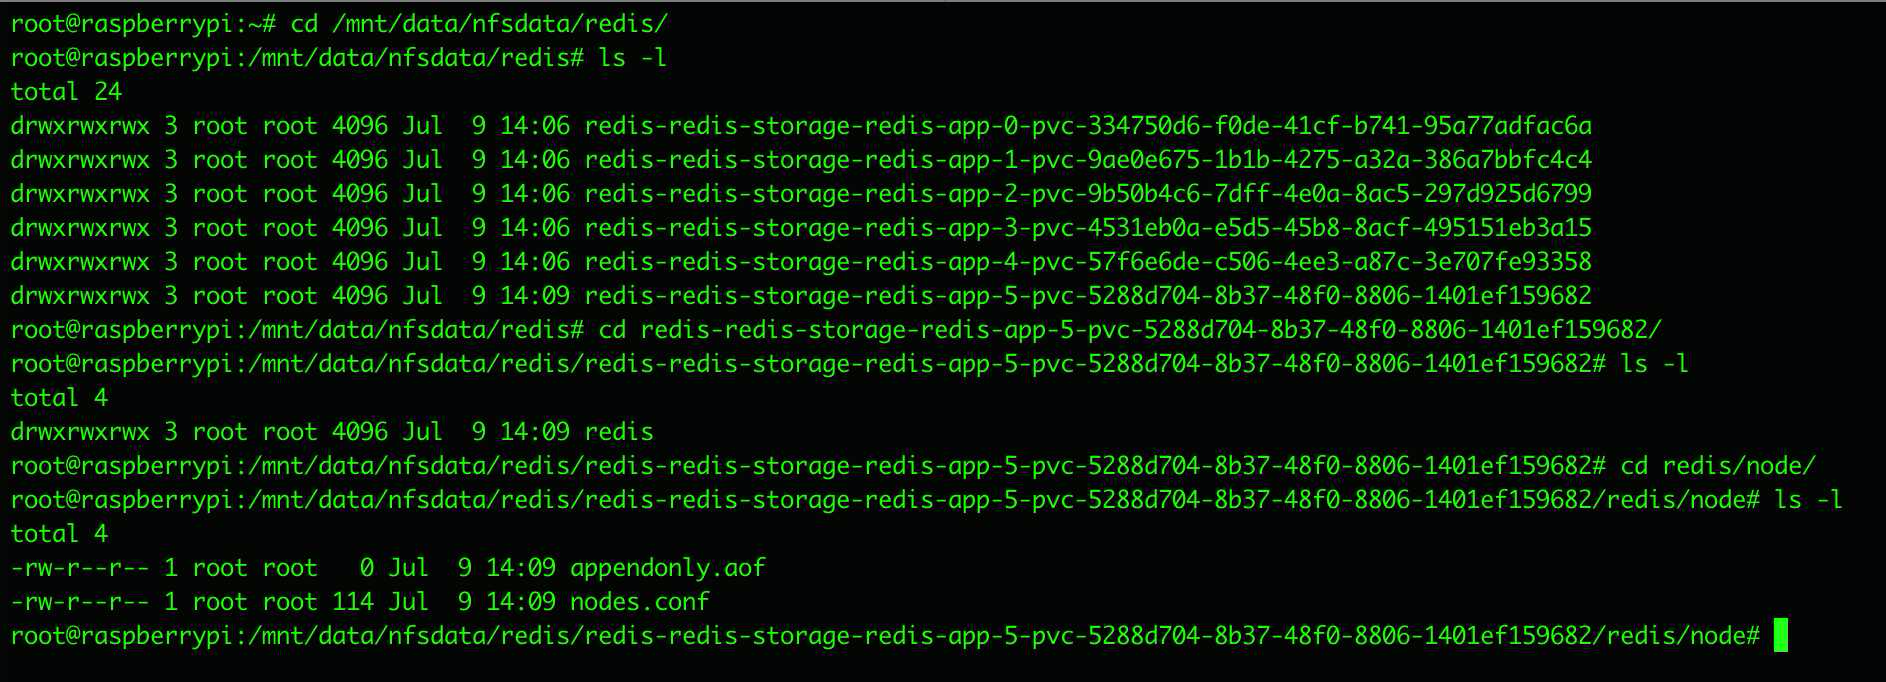 root@raspberrypi:~# cd /mnt/data/nfsdata/redis/
root@raspberrypi:/mnt/data/nfsdata/redis# ls -l
total 24
drwxrwxrwx 3 root root 4096 Jul  9 14:06 redis-redis-storage-redis-app-0-pvc-334750d6-f0de-41cf-b741-95a77adfac6a
drwxrwxrwx 3 root root 4096 Jul  9 14:06 redis-redis-storage-redis-app-1-pvc-9ae0e675-1b1b-4275-a32a-386a7bbfc4c4
drwxrwxrwx 3 root root 4096 Jul  9 14:06 redis-redis-storage-redis-app-2-pvc-9b50b4c6-7dff-4e0a-8ac5-297d925d6799
drwxrwxrwx 3 root root 4096 Jul  9 14:06 redis-redis-storage-redis-app-3-pvc-4531eb0a-e5d5-45b8-8acf-495151eb3a15
drwxrwxrwx 3 root root 4096 Jul  9 14:06 redis-redis-storage-redis-app-4-pvc-57f6e6de-c506-4ee3-a87c-3e707fe93358
drwxrwxrwx 3 root root 4096 Jul  9 14:09 redis-redis-storage-redis-app-5-pvc-5288d704-8b37-48f0-8806-1401ef159682
root@raspberrypi:/mnt/data/nfsdata/redis# cd redis-redis-storage-redis-app-5-pvc-5288d704-8b37-48f0-8806-1401ef159682/
root@raspberrypi:/mnt/data/nfsdata/redis/redis-redis-storage-redis-app-5-pvc-5288d704-8b37-48f0-8806-1401ef159682# ls -l
total 4
drwxrwxrwx 3 root root 4096 Jul  9 14:09 redis
root@raspberrypi:/mnt/data/nfsdata/redis/redis-redis-storage-redis-app-5-pvc-5288d704-8b37-48f0-8806-1401ef159682# cd redis/node/
root@raspberrypi:/mnt/data/nfsdata/redis/redis-redis-storage-redis-app-5-pvc-5288d704-8b37-48f0-8806-1401ef159682/redis/node# ls -l
total 4
-rw-r--r-- 1 root root   0 Jul  9 14:09 appendonly.aof
-rw-r--r-- 1 root root 114 Jul  9 14:09 nodes.conf
root@raspberrypi:/mnt/data/nfsdata/redis/redis-redis-storage-redis-app-5-pvc-5288d704-8b37-48f0-8806-1401ef159682/redis/node#